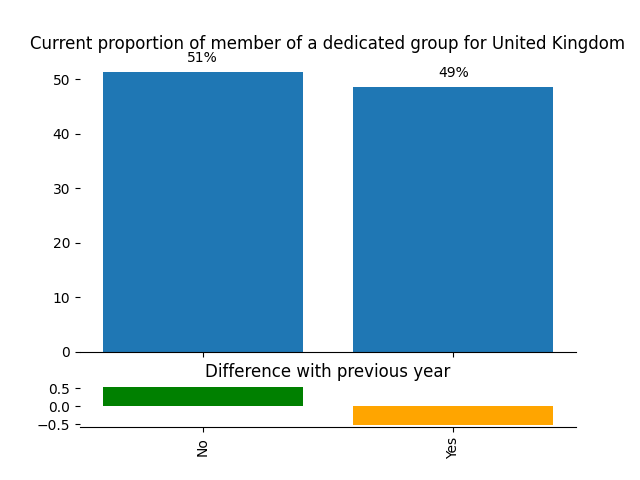 Current proportion of member of a dedicated group for United Kingdom
51%
49%
50
40
30
20
10
0
Difference with previous year
0.5
0.0
−0.5
No
Yes